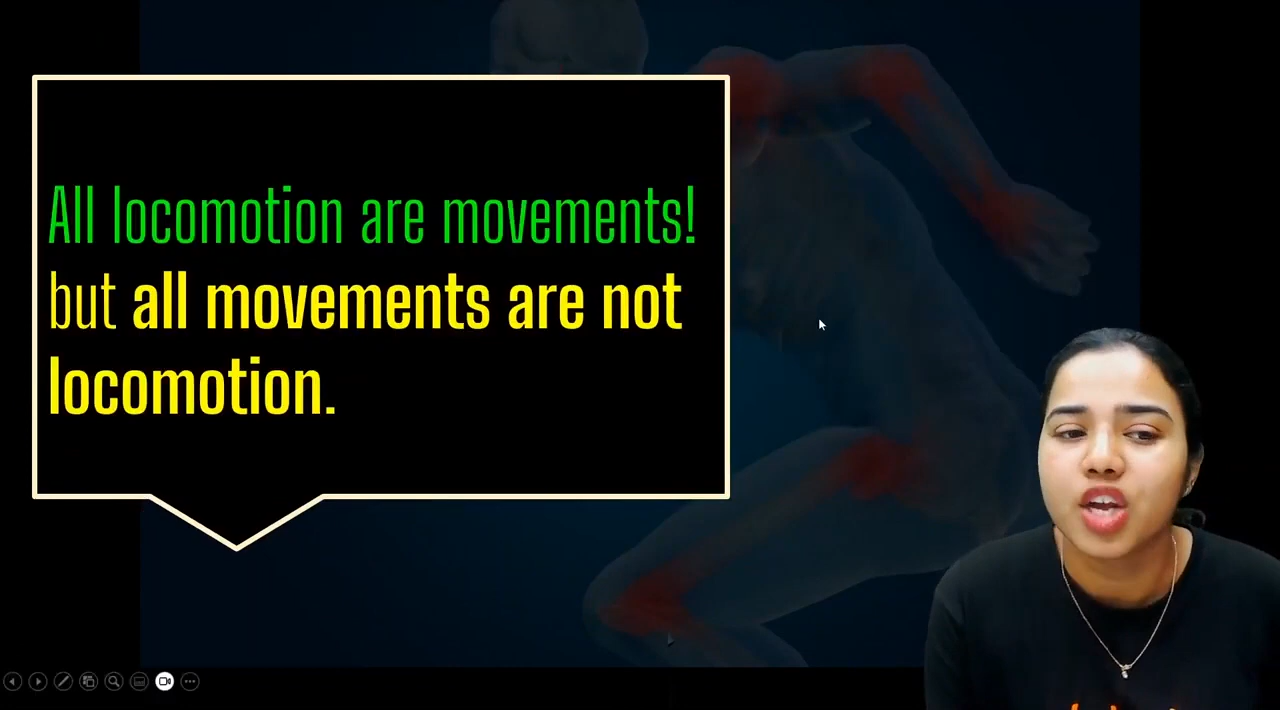 All locomotion are movements!
but all movements are not
locomotion.